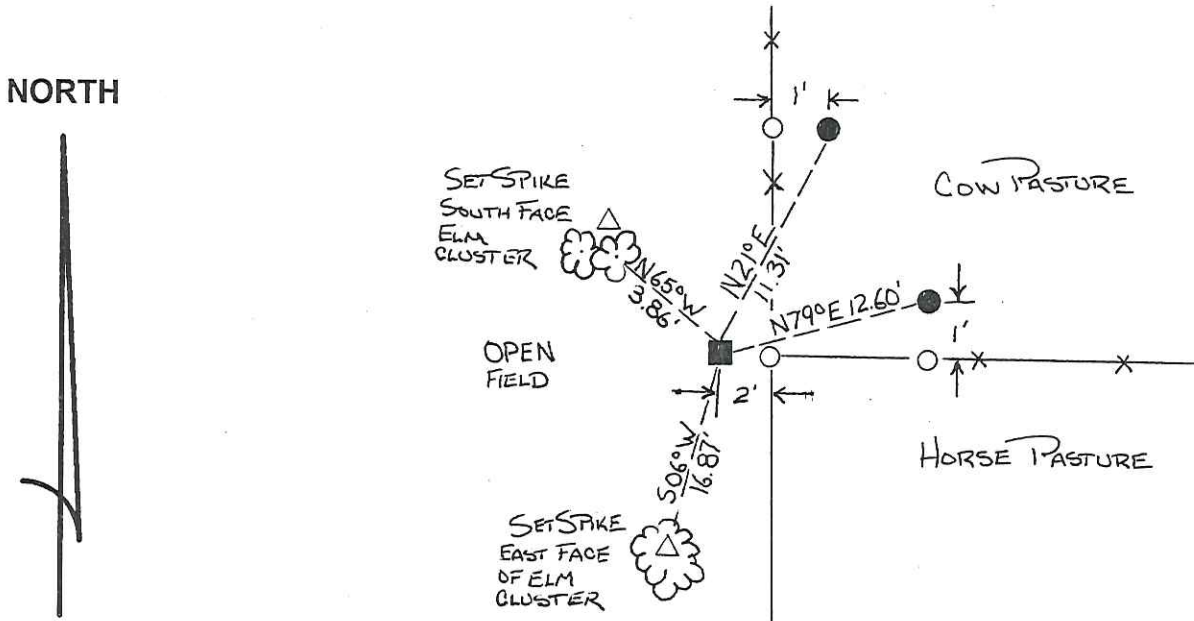 NORTH
SET SPIKE
SOUTH FACE
ELM
CLUSTER
1'
COW PASTURE
N65°W
3.86'
N21°E
11.31'
N79°E 12.60'
1'
OPEN
FIELD
2'
S06°W
16.87'
HORSE PASTURE
SET SPIKE
EAST FACE
OF ELM
CLUSTER